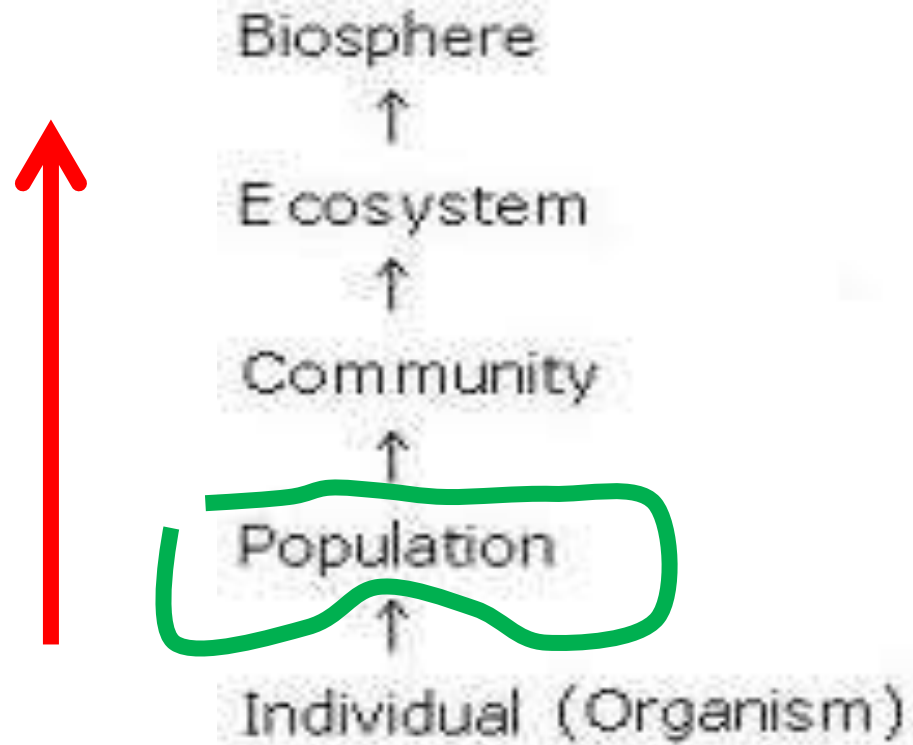 Biosphere
↑
Ecosystem
↑
Community
↑
Population
↑
Individual (Organism)